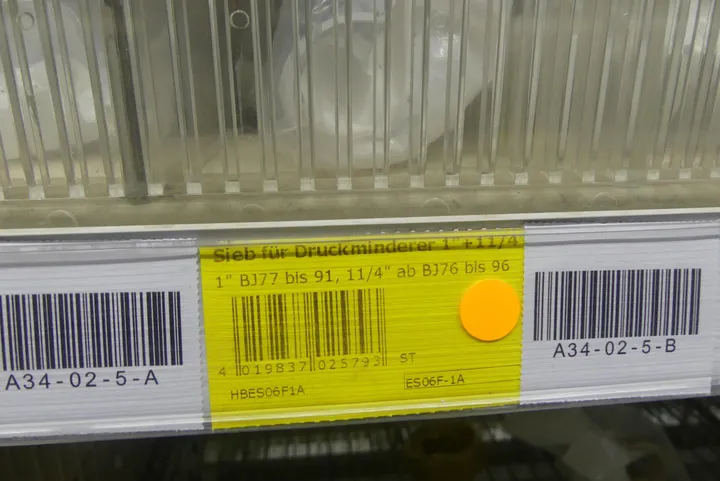 Sieb für Druckminderer 1"+11/4"
1" BJ77 bis 91, 11/4" ab BJ76 bis 96
4 019837 025793
ST
HBES06F1A
ES06F-1A
A34-02-5-A
A34-02-5-B